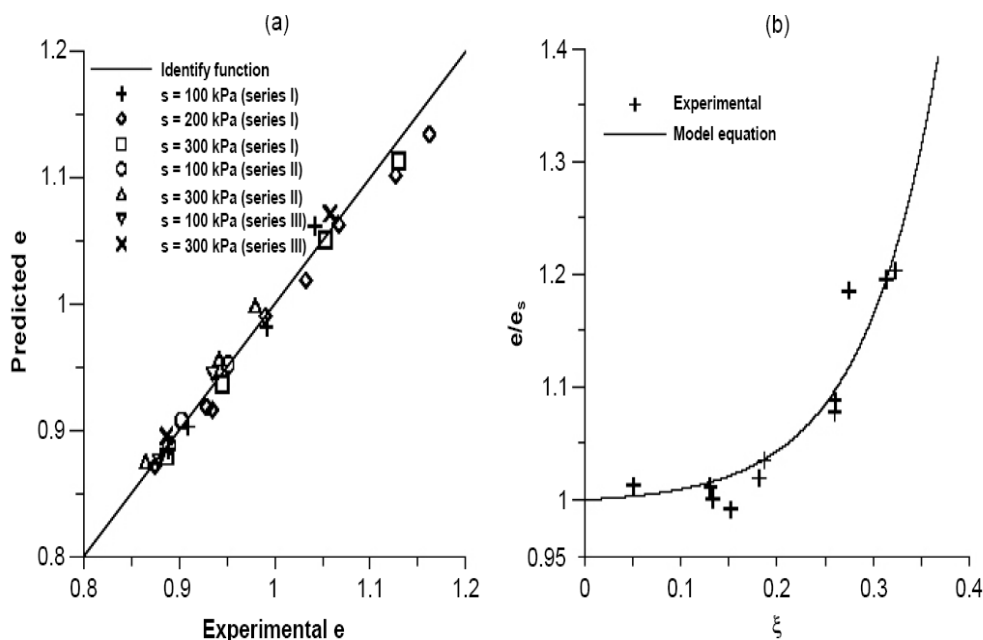 (a)
Predicted e
1.2
1.1
1
0.9
0.8
Identify function
s = 100 kPa (series I)
s = 200 kPa (series I)
s = 300 kPa (series I)
s = 100 kPa (series II)
s = 300 kPa (series II)
s = 100 kPa (series III)
s = 300 kPa (series III)
0.8 0.9 1 1.1 1.2
Experimental e
(b)
e/es
1.4
1.3
1.2
1.1
1
0.95
Experimental
Model equation
0 0.1 0.2 0.3 0.4
ξ